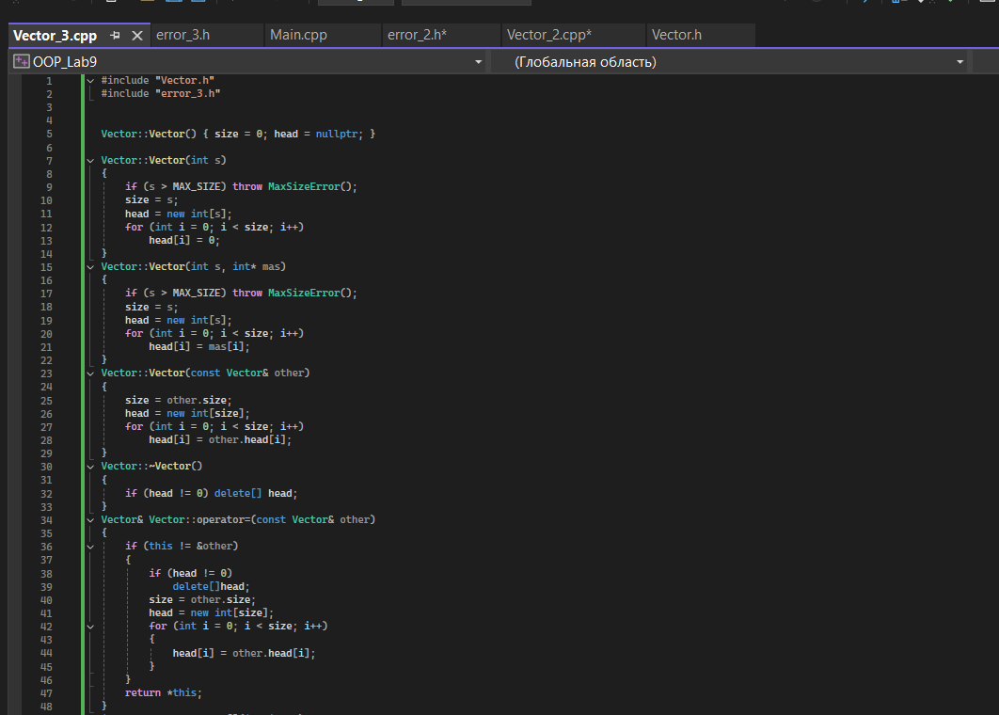 Vector_3.cpp error_3.h Main.cpp error_2.h* Vector_2.cpp* Vector.h
OOP_Lab9 (Глобальная область)
1 #include "Vector.h"
2 #include "error_3.h"
3
4
5 Vector::Vector() { size = 0; head = nullptr; }
6
7 Vector::Vector(int s)
8 {
9 if (s > MAX_SIZE) throw MaxSizeError();
10 size = s;
11 head = new int[s];
12 for (int i = 0; i < size; i++)
13 head[i] = 0;
14 }
15 Vector::Vector(int s, int* mas)
16 {
17 if (s > MAX_SIZE) throw MaxSizeError();
18 size = s;
19 head = new int[s];
20 for (int i = 0; i < size; i++)
21 head[i] = mas[i];
22 }
23 Vector::Vector(const Vector& other)
24 {
25 size = other.size;
26 head = new int[size];
27 for (int i = 0; i < size; i++)
28 head[i] = other.head[i];
29 }
30 Vector::~Vector()
31 {
32 if (head != 0) delete[] head;
33 }
34 Vector& Vector::operator=(const Vector& other)
35 {
36 if (this != &other)
37 {
38 if (head != 0)
39 delete[]head;
40 size = other.size;
41 head = new int[size];
42 for (int i = 0; i < size; i++)
43 {
44 head[i] = other.head[i];
45 }
46 }
47 return *this;
48 }